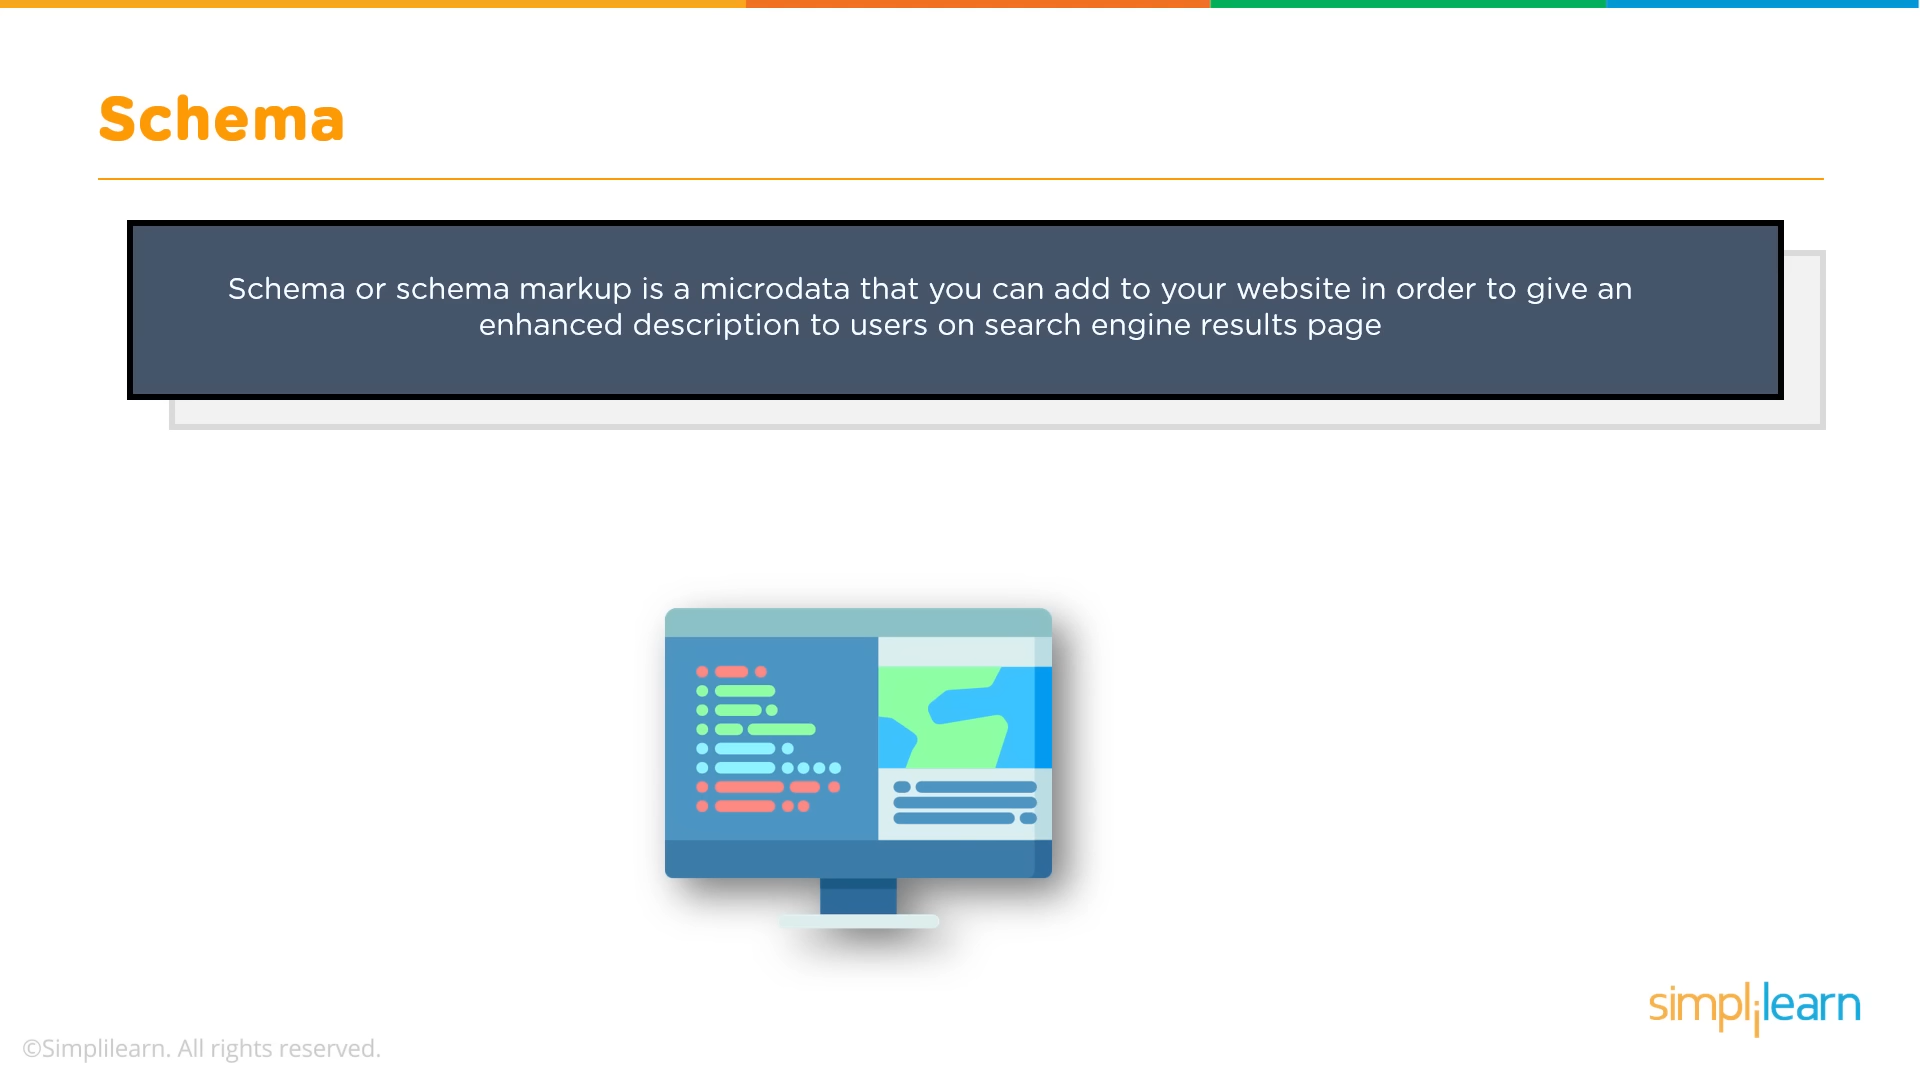 Schema
Schema or schema markup is a microdata that you can add to your website in order to give an
enhanced description to users on search engine results page
simplilearn
©Simplilearn. All rights reserved.